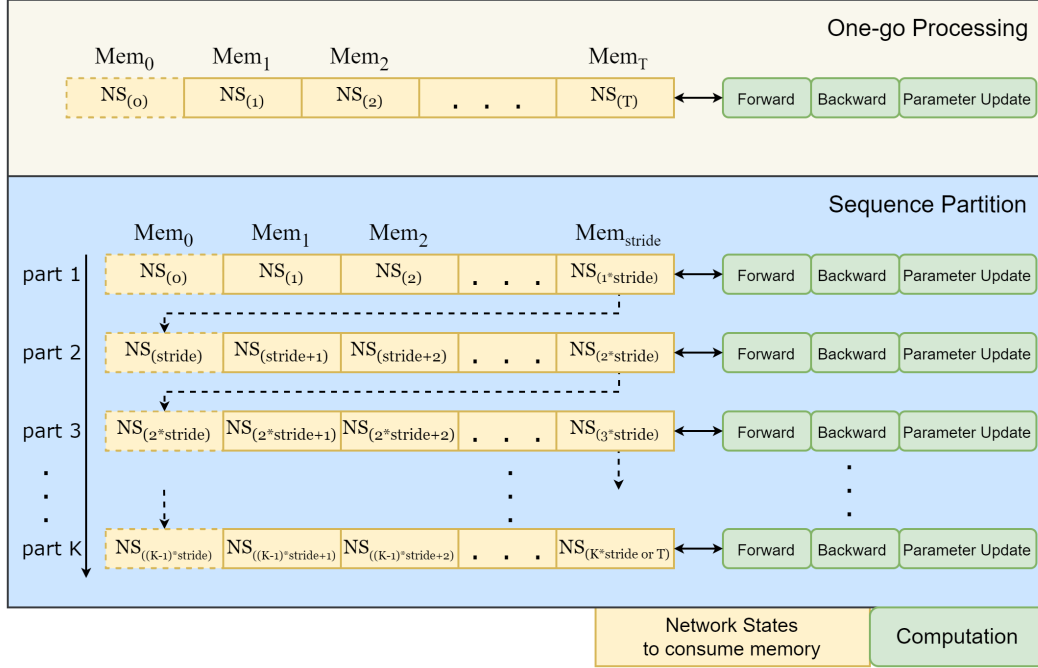 One-go Processing
Mem0 Mem1 Mem2 MemT
NS(0) NS(1) NS(2) . . . NS(T) Forward Backward Parameter Update
Sequence Partition
Mem0 Mem1 Mem2 Memstride
part 1 NS(0) NS(1) NS(2) . . . NS(1*stride) Forward Backward Parameter Update
part 2 NS(stride) NS(stride+1) NS(stride+2) . . . NS(2*stride) Forward Backward Parameter Update
part 3 NS(2*stride) NS(2*stride+1) NS(2*stride+2) . . . NS(3*stride) Forward Backward Parameter Update
part K NS((K-1)*stride) NS((K-1)*stride+1) NS((K-1)*stride+2) . . . NS(K*stride or T) Forward Backward Parameter Update
Network States
to consume memory
Computation